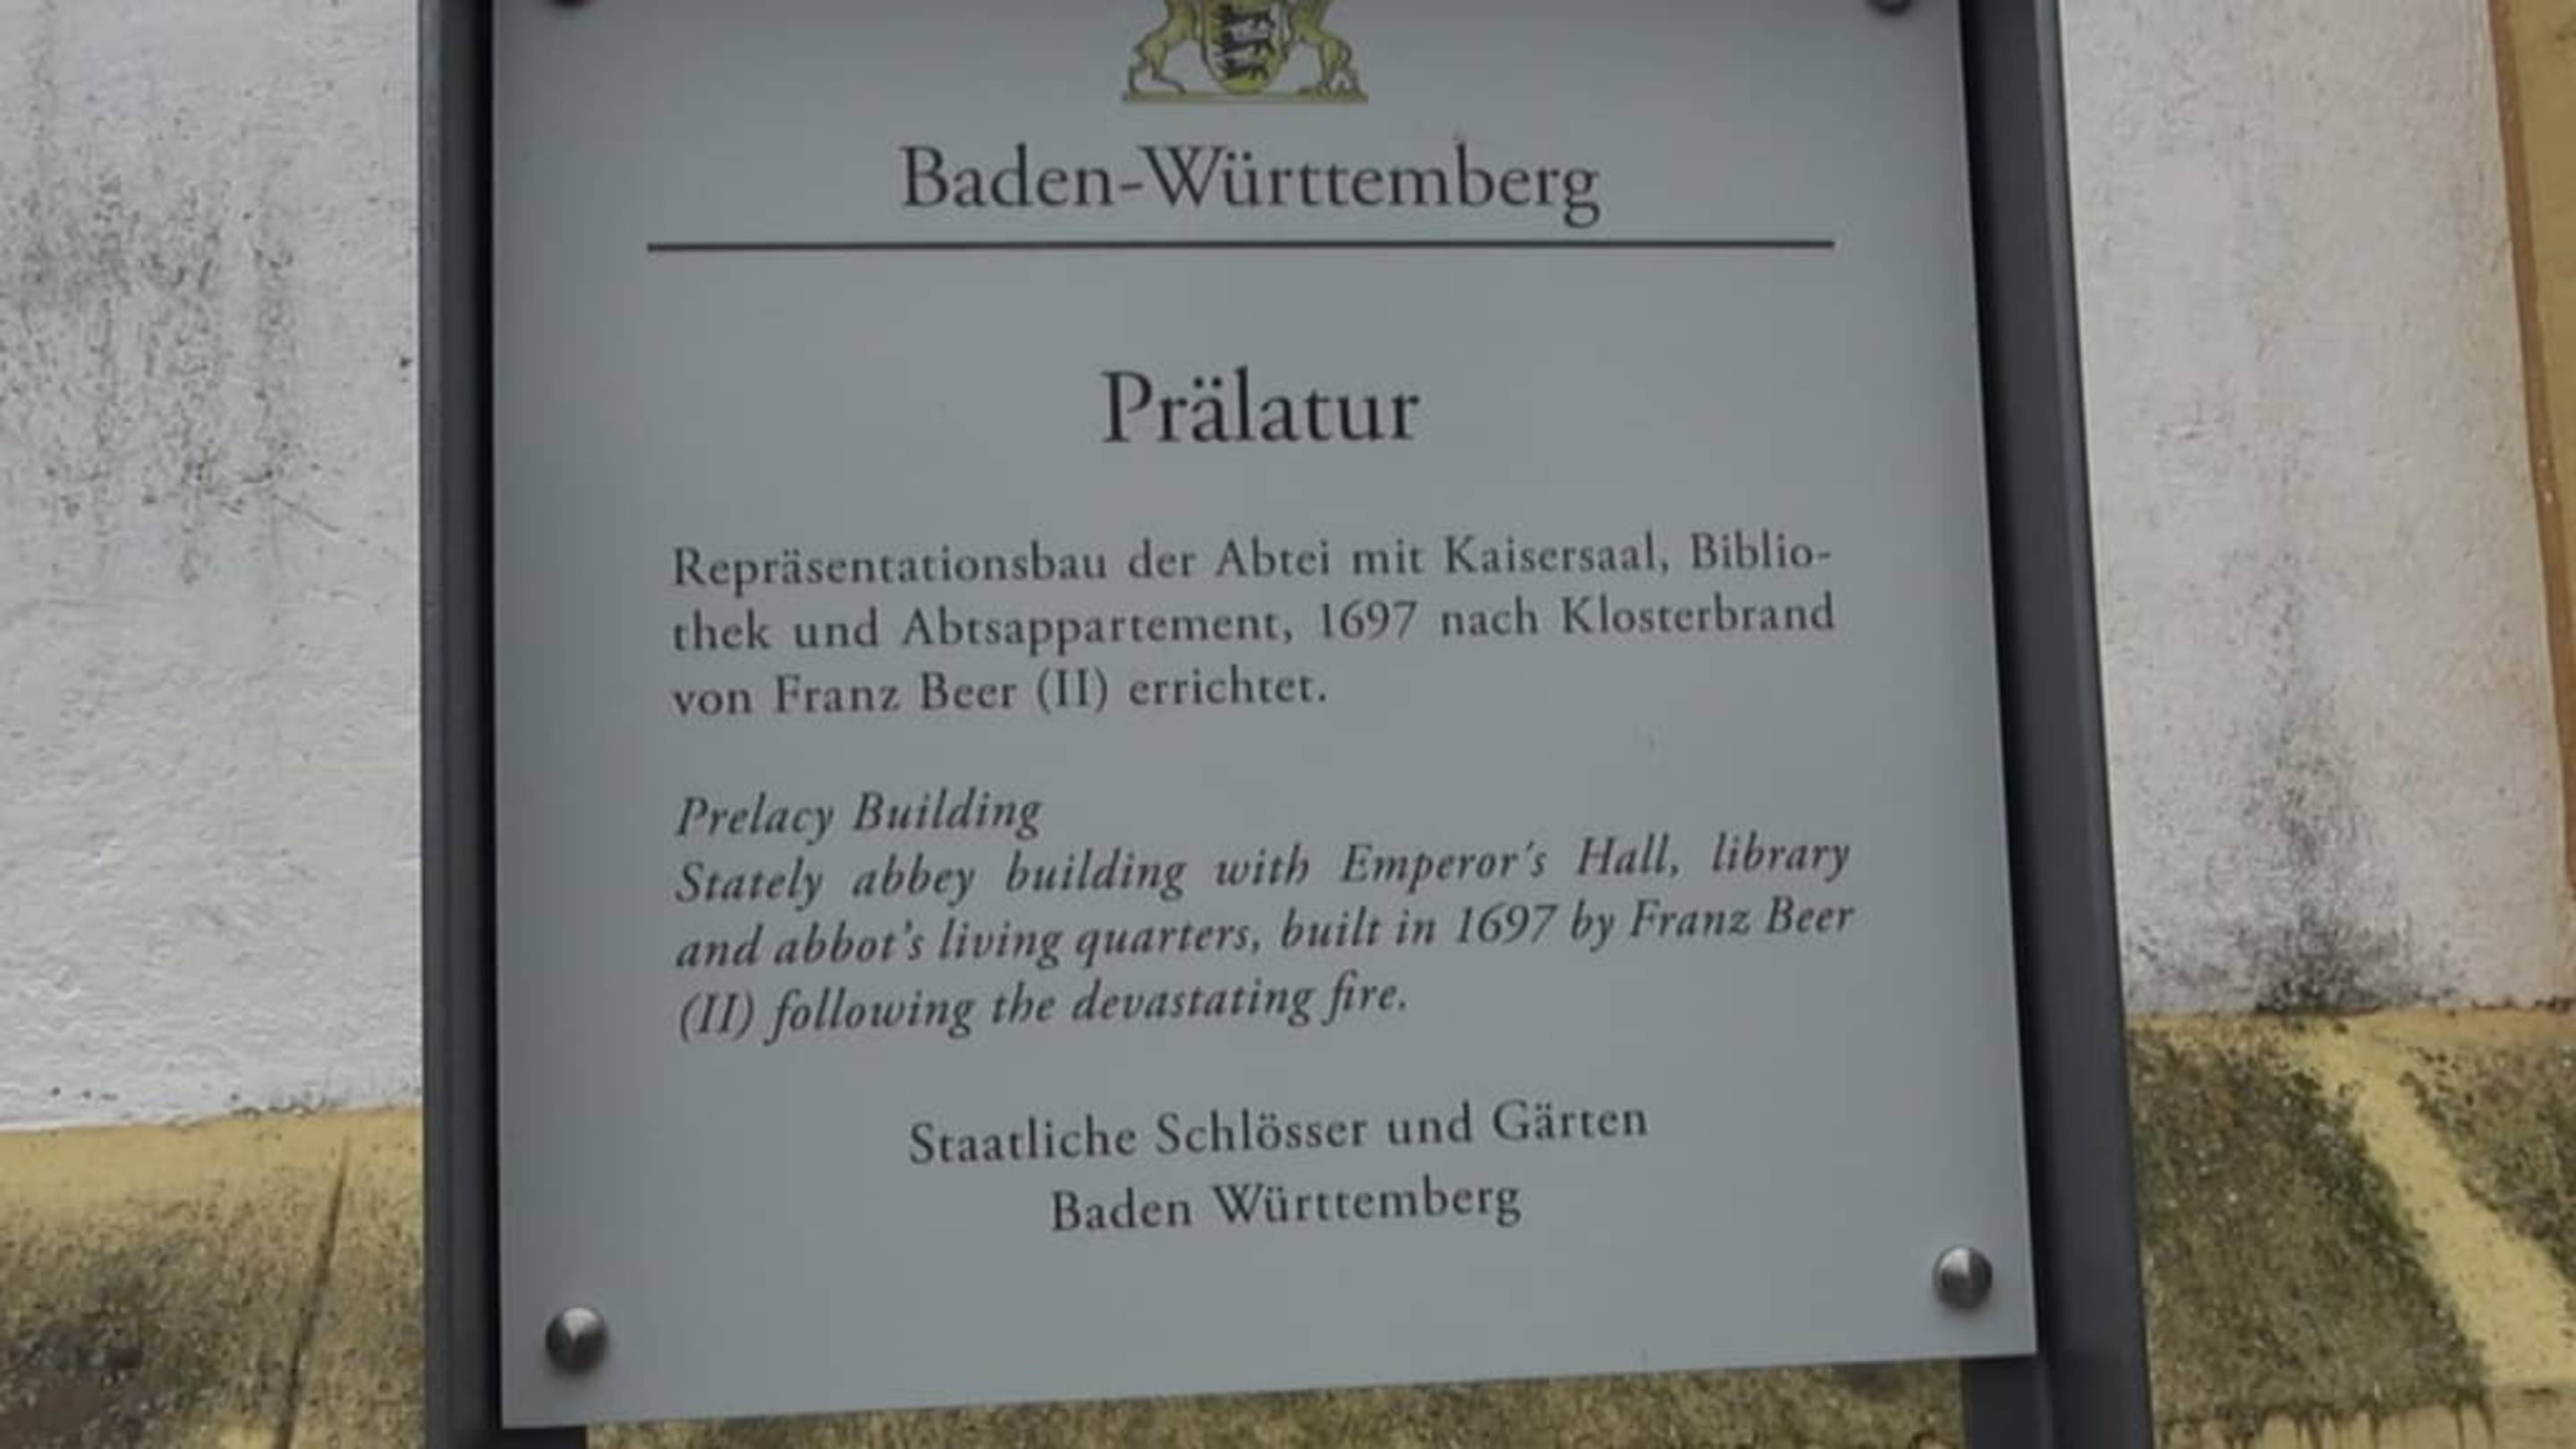 Baden-Württemberg
Prälatur
Repräsentationsbau der Abtei mit Kaisersaal, Biblio-
thek und Abtsappartement, 1697 nach Klosterbrand
von Franz Beer (II) errichtet.
Prelacy Building
Stately abbey building with Emperor's Hall, library
and abbot's living quarters, built in 1697 by Franz Beer
(II) following the devastating fire.
Staatliche Schlösser und Gärten
Baden Württemberg